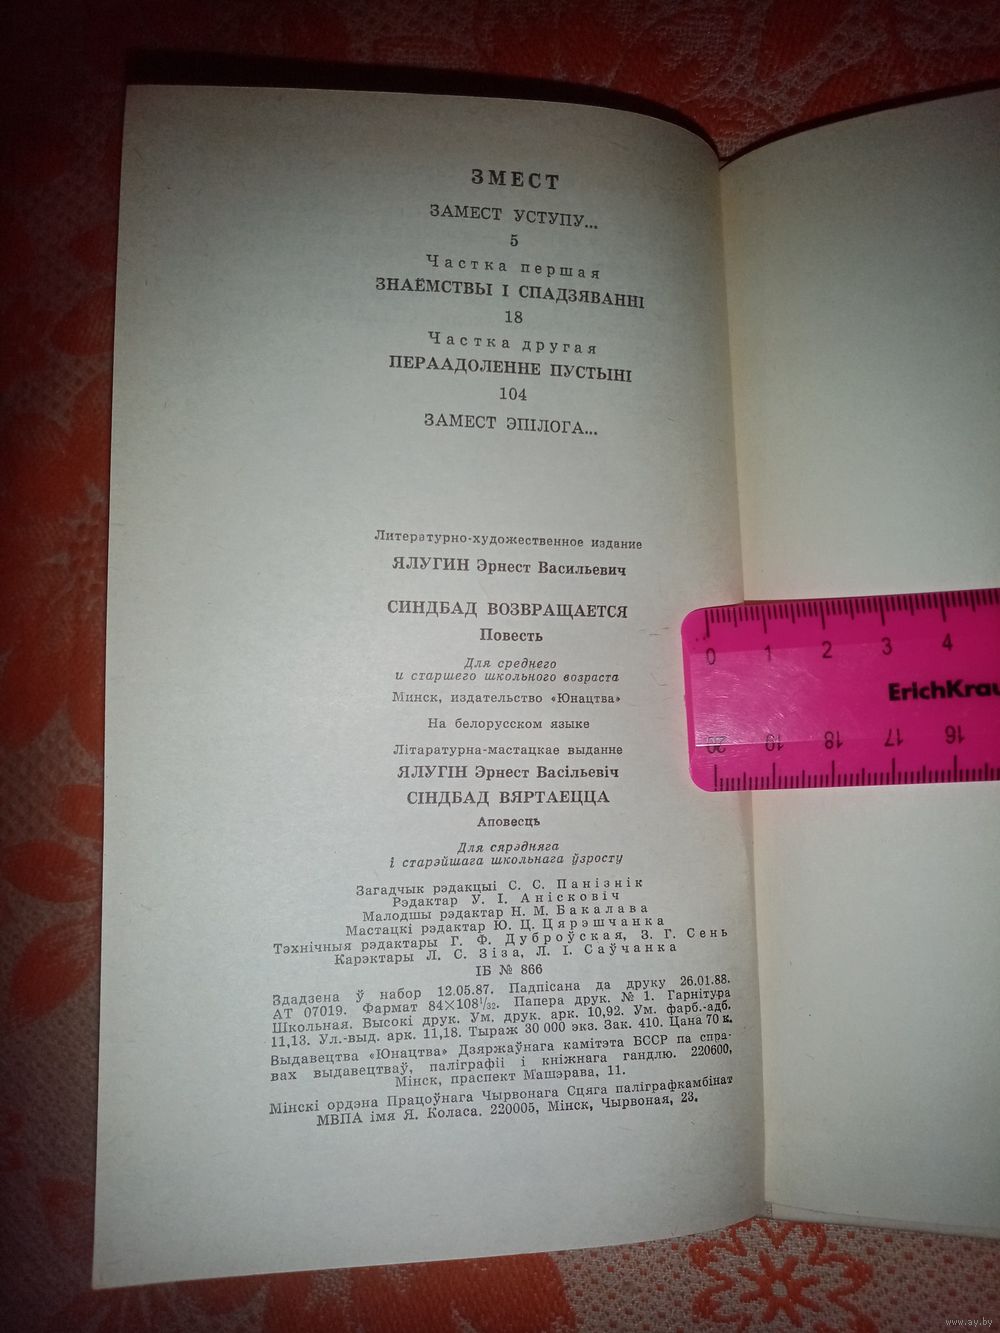 ЗМЕСТ
ЗАМЕСТ УСТУПУ...
5
Частка першая
ЗНАЁМСТВЫ І СПАДЗЯВАННІ
18
Частка другая
ПЕРААДОЛЕННЕ ПУСТЫНІ
104
ЗАМЕСТ ЭПІЛОГА...
Литературно-художественное издание
ЯЛУГИН Эрнест Васильевич
СИНДБАД ВОЗВРАЩАЕТСЯ
Повесть
Для среднего
и старшего школьного возраста
Минск, издательство «Юнацтва»
На белорусском языке
Літаратурна-мастацкае выданне
ЯЛУГІН Эрнест Васільевіч
СІНДБАД ВЯРТАЕЦЦА
Аповесць
Для сярэдняга
і старэйшага школьнага ўзросту
Загадчык рэдакцыі С. С. Панізнік
Рэдактар У. І. Анісковіч
Малодшы рэдактар Н. М. Бакалава
Мастацкі рэдактар Ю. Ц. Цярэшчанка
Тэхнічныя рэдактары Г. Ф. Дуброўская, З. Г. Сень
Карэктары Л. С. Зіза, Л. І. Саўчанка
ІБ № 866
Здадзена ў набор 12.05.87. Падпісана да друку 26.01.88.
АТ 07019. Фармат 84×108¹/₃₂. Папера друк. № 1. Гарнітура
Школьная. Высокі друк. Ум. друк. арк. 10,92. Ум. фарб.-адб.
11,13. Ул.-выд. арк. 11,18. Тыраж 30 000 экз. Зак. 410. Цана 70 к.
Выдавецтва «Юнацтва» Дзяржаўнага камітэта БССР па спра-
вах выдавецтваў, паліграфіі і кніжнага гандлю. 220600,
Мінск, праспект Машэрава, 11.
Мінскі ордэна Працоўнага Чырвонага Сцяга паліграфкамбінат
МВПА імя Я. Коласа. 220005, Мінск, Чырвоная, 23.
0 1 2 3 4
ErichKrau
20 19 18 17 16
www.ay.by